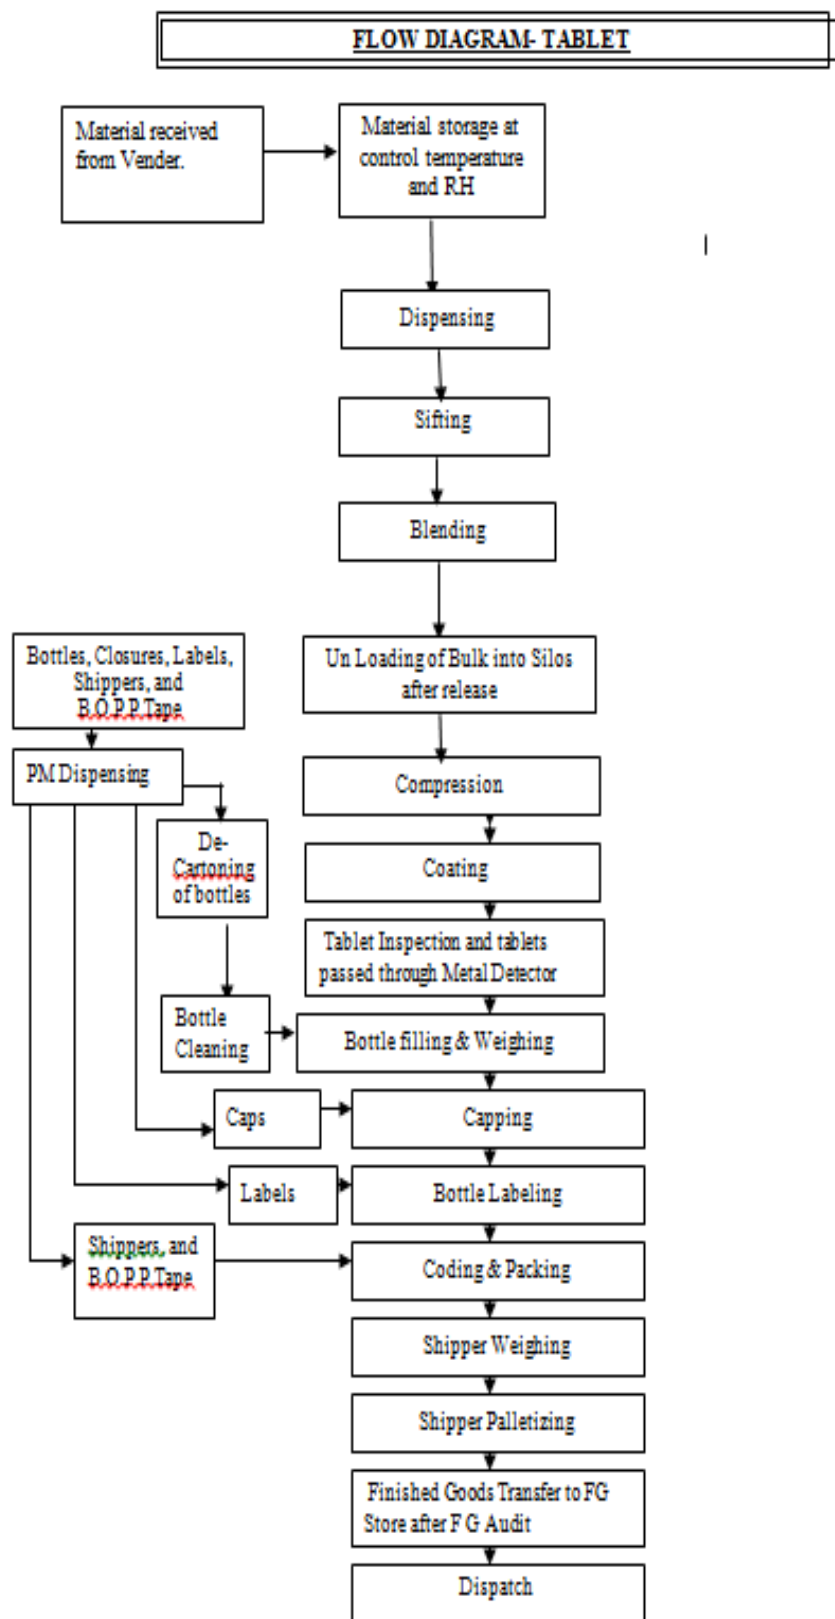 FLOW DIAGRAM- TABLET
Material received
from Vender.
Material storage at
control temperature
and RH
Dispensing
Sifting
Blending
Un Loading of Bulk into Silos
after release
Bottles, Closures, Labels,
Shippers, and
B.O.P.P.Tape
PM Dispensing
Compression
De-
Cartoning
of bottles
Coating
Tablet Inspection and tablets
passed through Metal Detector
Bottle
Cleaning
Bottle filling & Weighing
Caps
Capping
Labels
Bottle Labeling
Shippers, and
B.O.P.P.Tape
Coding & Packing
Shipper Weighing
Shipper Palletizing
Finished Goods Transfer to FG
Store after F G Audit
Dispatch